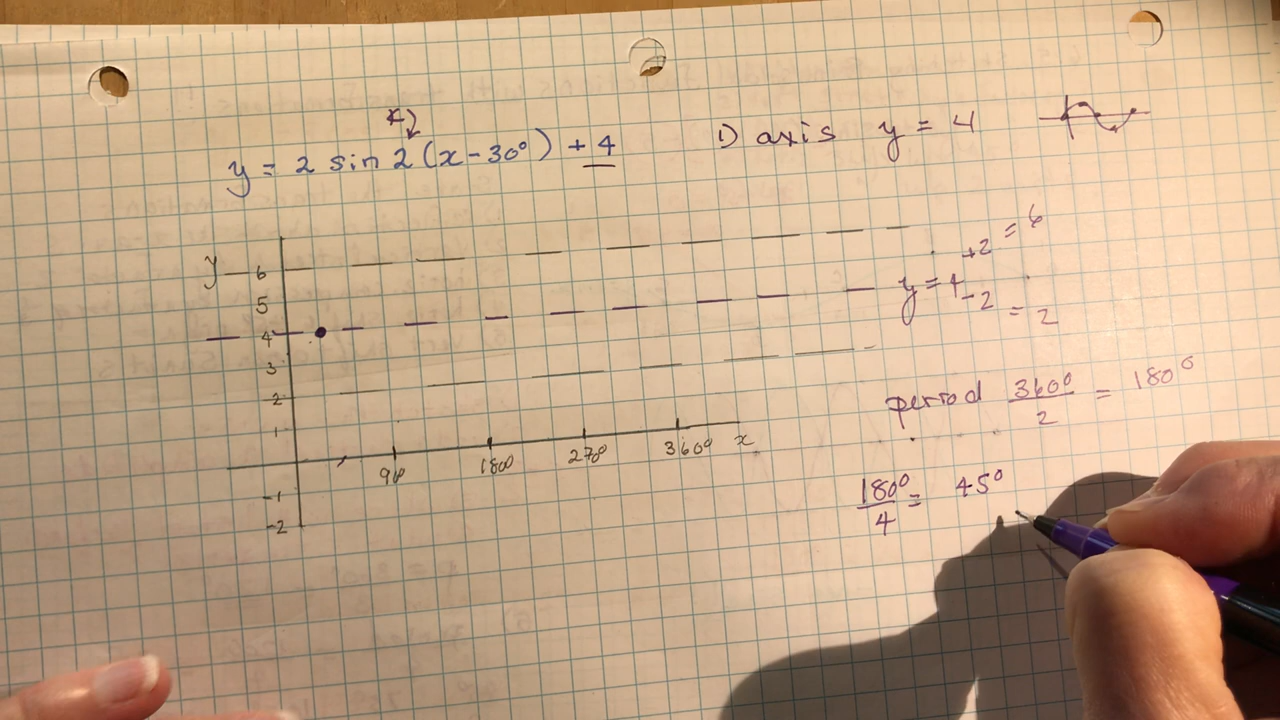 k
y = 2 sin 2 (x - 30°) + 4
1) axis y = 4
y
6
5
4
3
2
1
-1
-2
90
180°
270
360°
x
y = 4 +2 = 6
-2 = 2
period 360°/2 = 180°
180°/4 = 45°